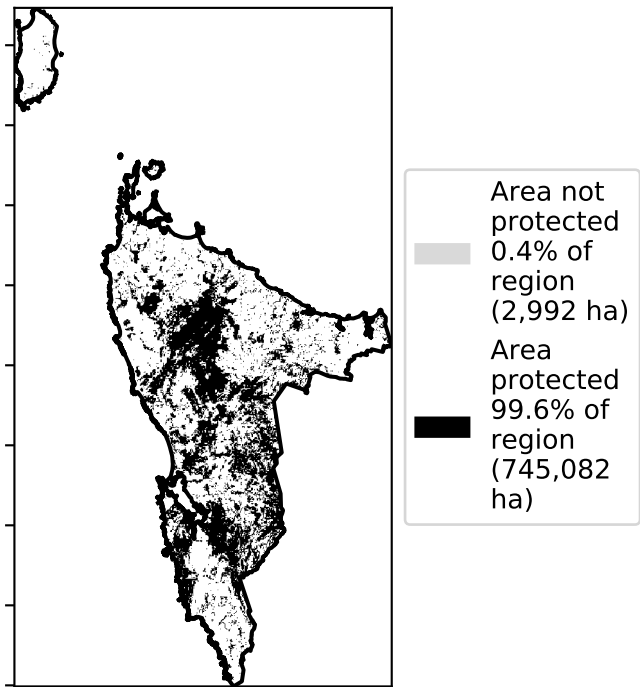 Area not
protected
0.4% of
region
(2,992 ha)
Area
protected
99.6% of
region
(745,082
ha)